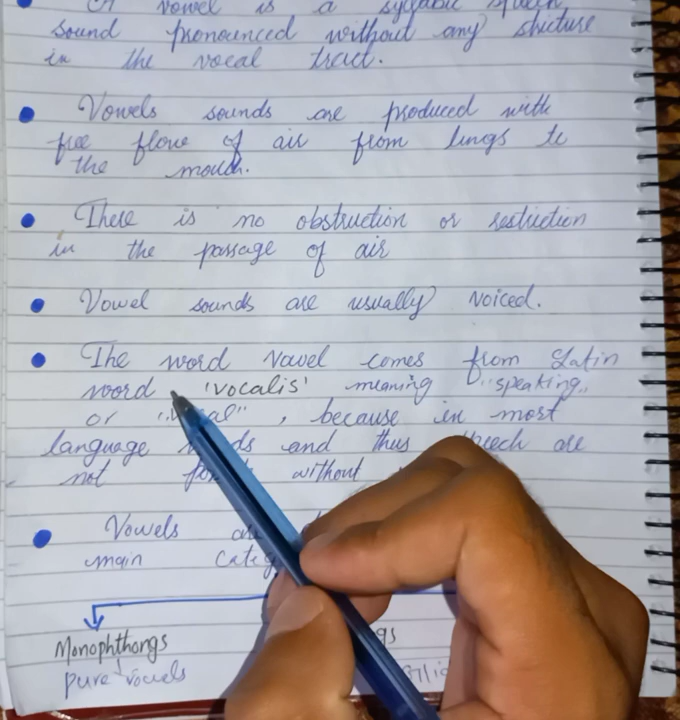 A vowel is a syllabic speech
sound pronounced without any stricture
in the vocal tract.
Vowels sounds are produced with
free flow of air from lungs to
the mouth.
There is no obstruction or restriction
in the passage of air
Vowel sounds are usually voiced.
The word Vowel comes from Latin
word 'vocalis' meaning "speaking"
or , because in most
language and thus speech are
not without
Vowels
main
Monophthongs
pure vowels